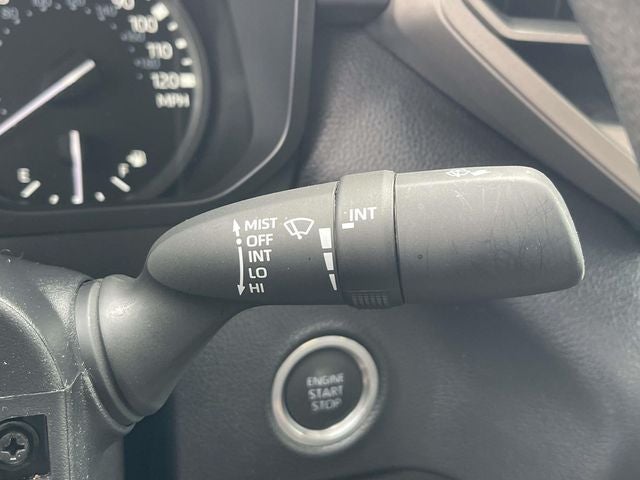 100
110
120
MPH
E
F
MIST
OFF
INT
LO
HI
INT
ENGINE
START
STOP